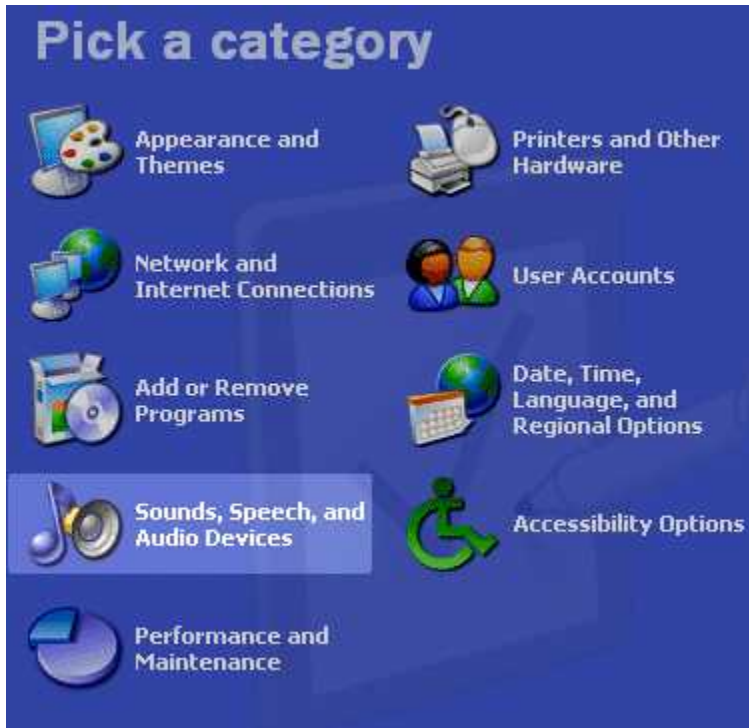 Pick a category
Appearance and
Themes
Printers and Other
Hardware
Network and
Internet Connections
User Accounts
Add or Remove
Programs
Date, Time,
Language, and
Regional Options
Sounds, Speech, and
Audio Devices
Accessibility Options
Performance and
Maintenance